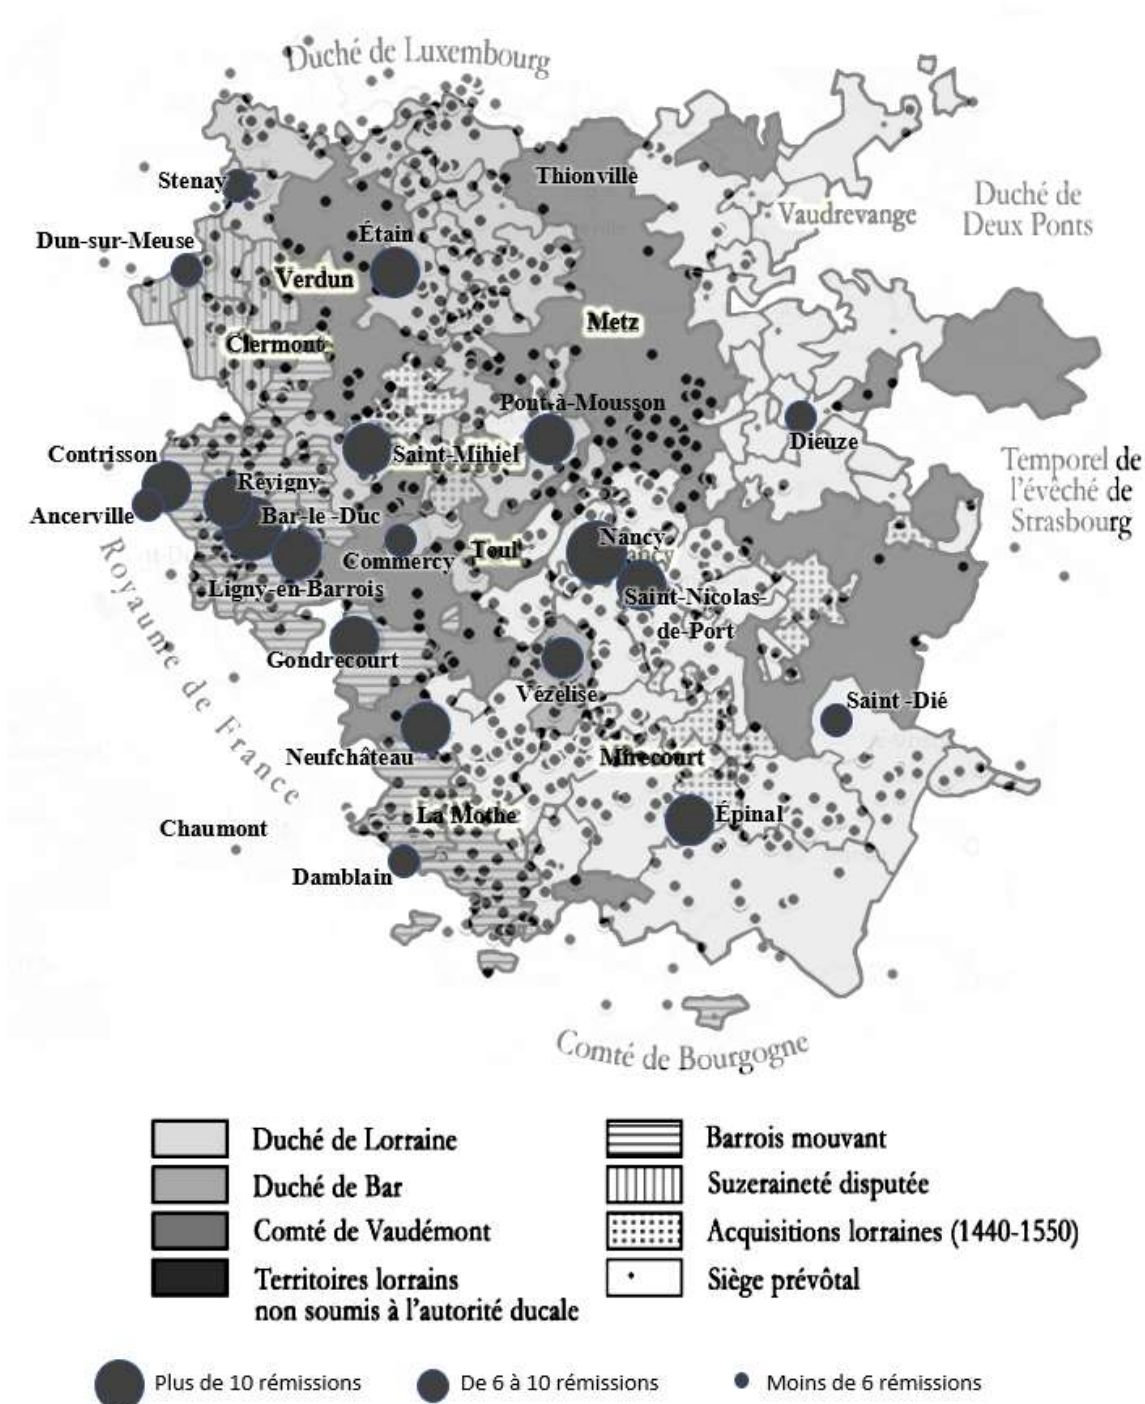 Duché de Luxembourg
Thionville
Stenay
Duché de
Deux Ponts
Vaudrevange
Dun-sur-Meuse
Étain
Verdun
Metz
Clermont
Pont-à-Mousson
Dieuze
Contrisson
Saint-Mihiel
Temporel de
l'évêché de
Strasbourg
Revigny
Ancerville
Bar-le -Duc
Nancy
Toul
Commercy
Ligny-en-Barrois
Saint-Nicolas-
de-Port
Royaume de France
Gondrecourt
Vézelise
Saint -Dié
Neufchâteau
Mirecourt
La Mothe
Épinal
Chaumont
Damblain
Comté de Bourgogne
Duché de Lorraine
Duché de Bar
Comté de Vaudémont
Territoires lorrains
non soumis à l'autorité ducale
Barrois mouvant
Suzeraineté disputée
Acquisitions lorraines (1440-1550)
Siège prévôtal
Plus de 10 rémissions
De 6 à 10 rémissions
Moins de 6 rémissions